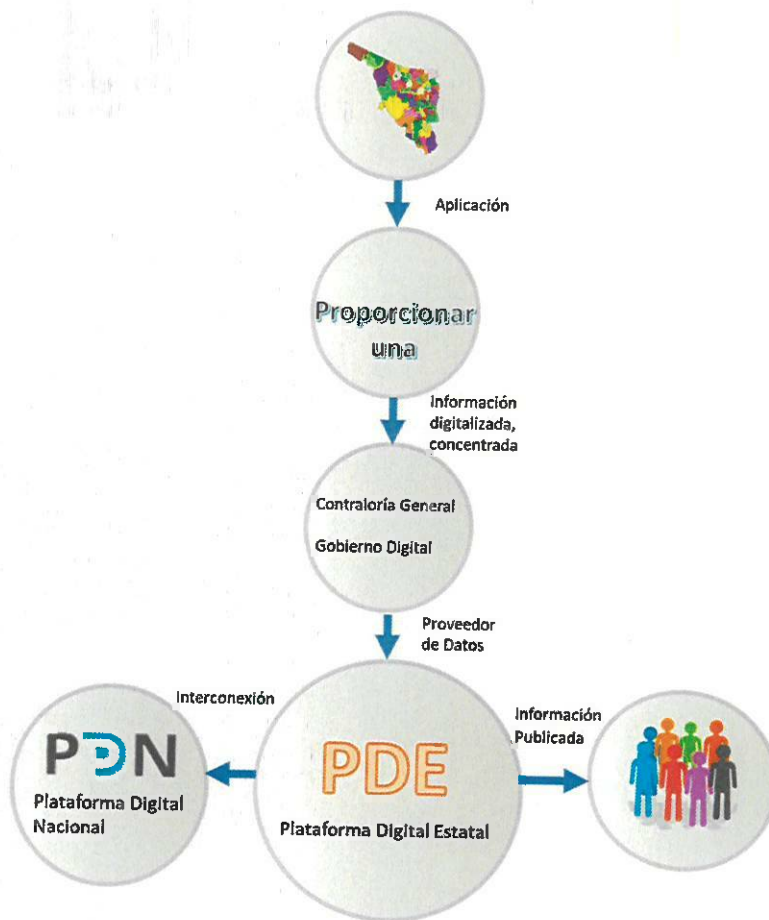 Aplicación
Proporcionar
una
Información
digitalizada,
concentrada
Contraloría General
Gobierno Digital
Proveedor
de Datos
Interconexión
PDN
Plataforma Digital
Nacional
PDE
Plataforma Digital Estatal
Información
Publicada